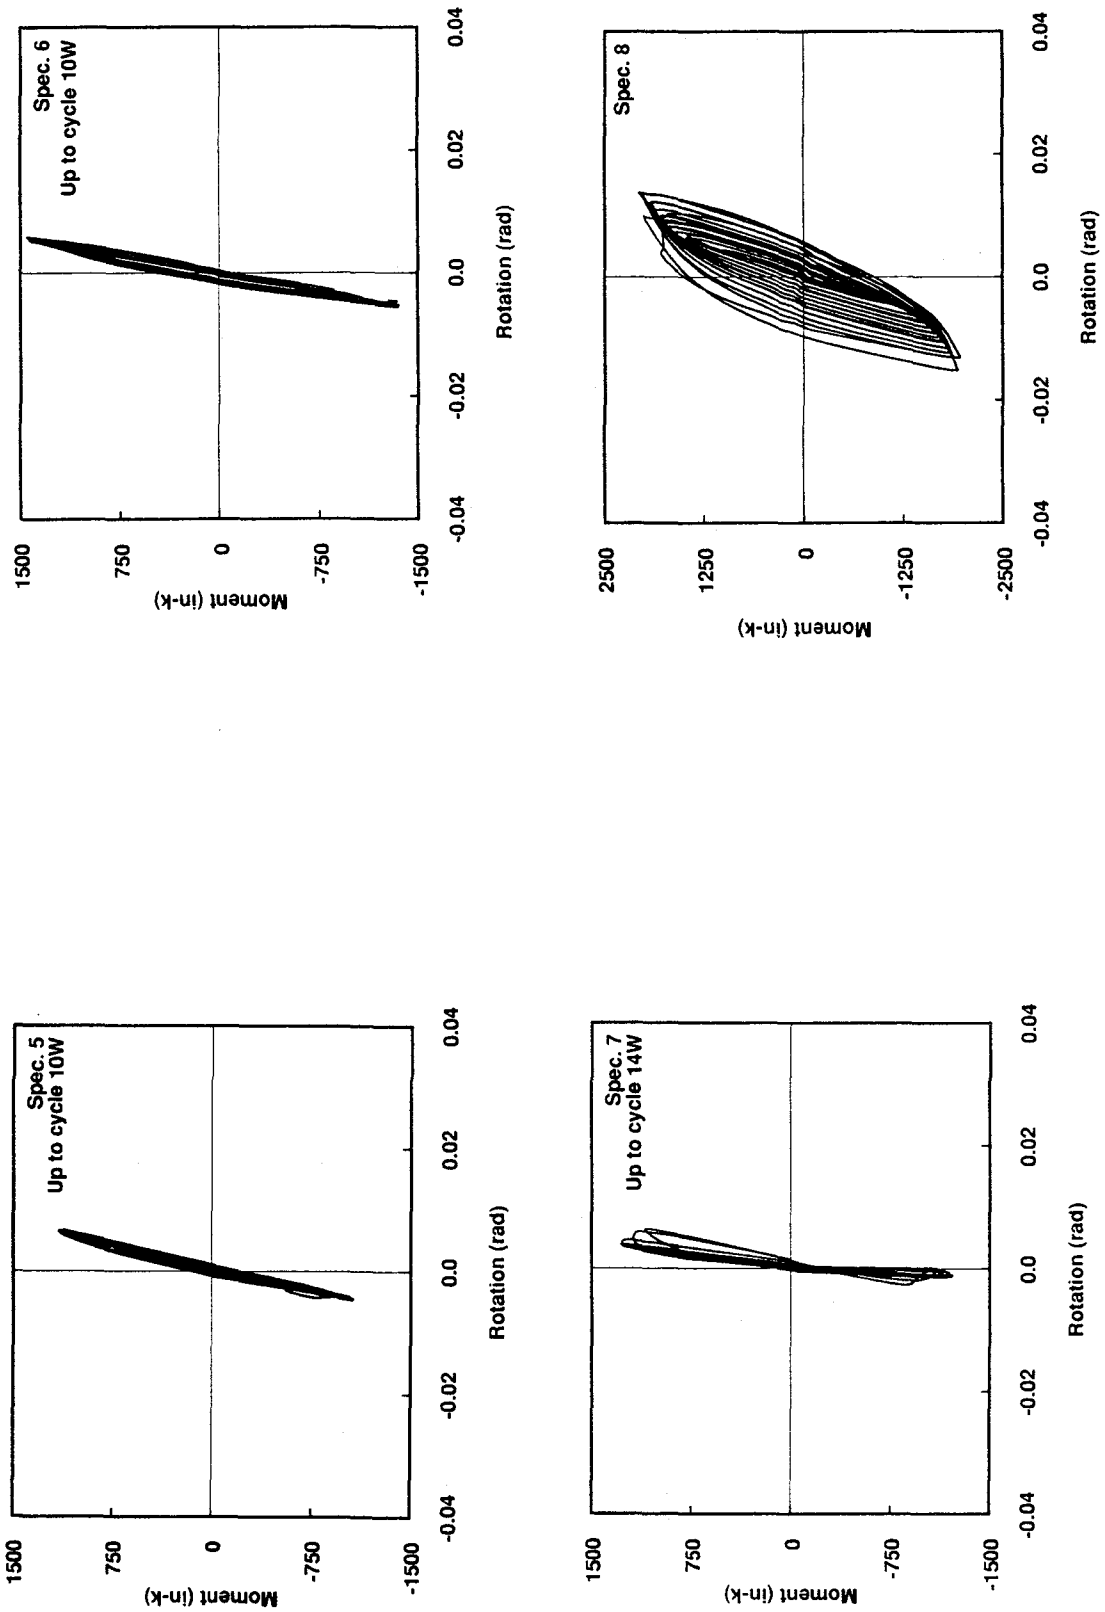 Spec. 5
Up to cycle 10W
1500
750
0
-750
-1500
Moment (in-k)
-0.04
-0.02
0.0
0.02
0.04
Rotation (rad)
Spec. 6
Up to cycle 10W
1500
750
0
-750
-1500
Moment (in-k)
-0.04
-0.02
0.0
0.02
0.04
Rotation (rad)
Spec. 7
Up to cycle 14W
1500
750
0
-750
-1500
Moment (in-k)
-0.04
-0.02
0.0
0.02
0.04
Rotation (rad)
Spec. 8
2500
1250
0
-1250
-2500
Moment (in-k)
-0.04
-0.02
0.0
0.02
0.04
Rotation (rad)